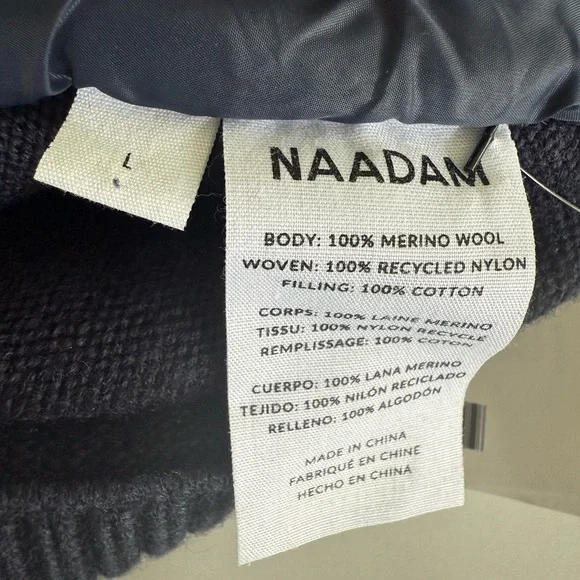 L
NAADAM
BODY: 100% MERINO WOOL
WOVEN: 100% RECYCLED NYLON
FILLING: 100% COTTON
CORPS: 100% LAINE MERINO
TISSU: 100% NYLON RECYCLÉ
REMPLISSAGE: 100% COTON
CUERPO: 100% LANA MERINO
TEJIDO: 100% NILÓN RECICLADO
RELLENO: 100% ALGODÓN
MADE IN CHINA
FABRIQUÉ EN CHINE
HECHO EN CHINA